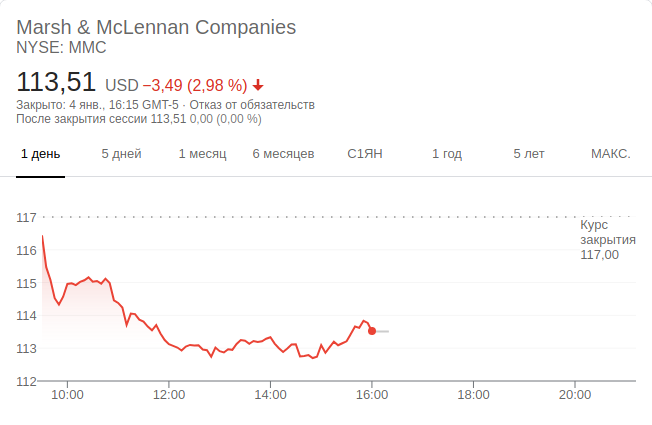 Marsh & McLennan Companies
NYSE: MMC
113,51 USD −3,49 (2,98 %)
Закрыто: 4 янв., 16:15 GMT-5 · Отказ от обязательств
После закрытия сессии 113,51 0,00 (0,00 %)
1 день 5 дней 1 месяц 6 месяцев С1ЯН 1 год 5 лет МАКС.
117
Курс
закрытия
117,00
116
115
114
113
112
10:00 12:00 14:00 16:00 18:00 20:00